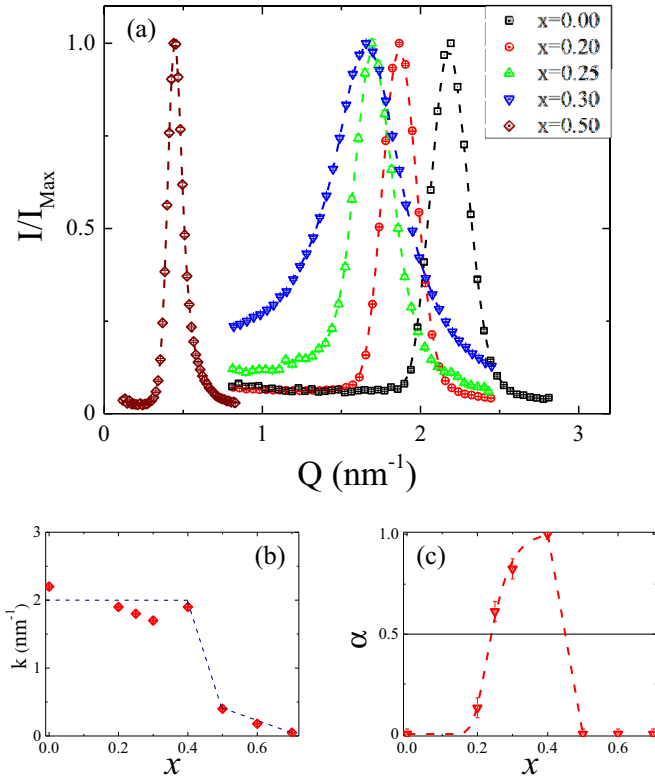 (a)
x=0.00
x=0.20
x=0.25
x=0.30
x=0.50
1.0
0.5
0
I/I_Max
0 1 2 3
Q (nm⁻¹)
(b)
3
2
1
0
k (nm⁻¹)
0.0 0.2 0.4 0.6
x
(c)
1.0
0.5
0.0
α
0.0 0.2 0.4 0.6
x